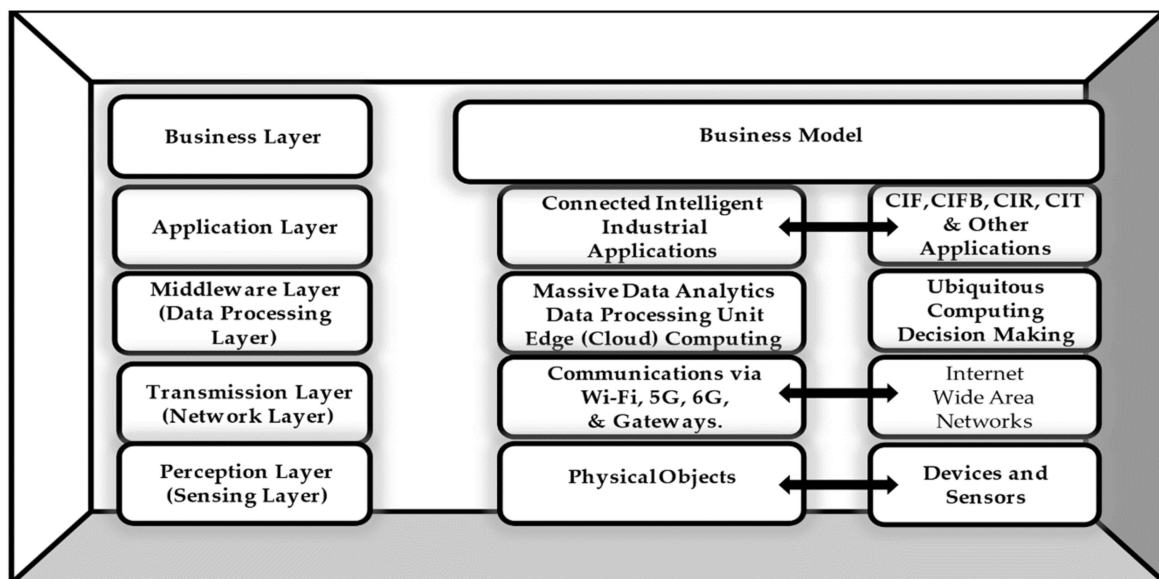 Business Layer
Business Model
Application Layer
Connected Intelligent
Industrial
Applications
CIF,CIFB, CIR, CIT
& Other
Applications
Middleware Layer
(Data Processing
Layer)
Massive Data Analytics
Data Processing Unit
Edge (Cloud) Computing
Ubiquitous
Computing
Decision Making
Transmission Layer
(Network Layer)
Communications via
Wi-Fi, 5G, 6G,
& Gateways.
Internet
Wide Area
Networks
Perception Layer
(Sensing Layer)
Physical Objects
Devices and
Sensors